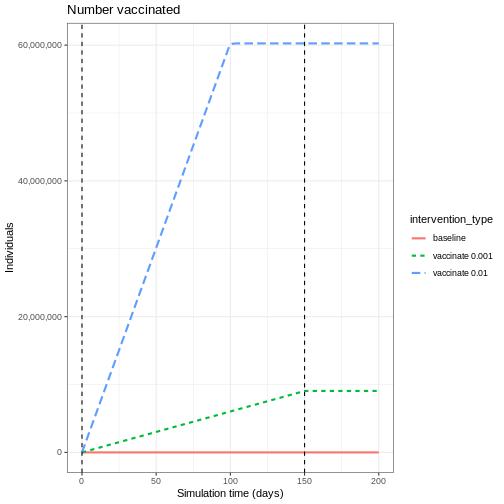 Number vaccinated
60,000,000
40,000,000
20,000,000
0
Individuals
0
50
100
150
200
Simulation time (days)
intervention_type
baseline
vaccinate 0.001
vaccinate 0.01